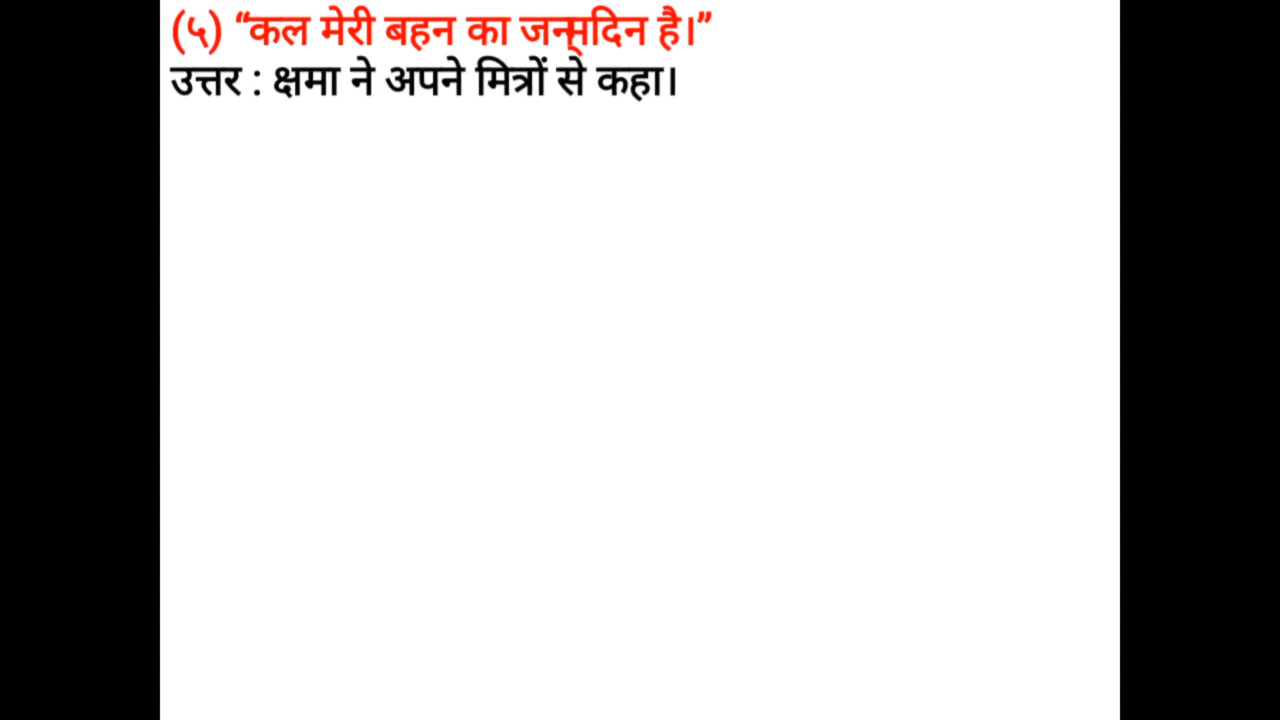 (५) “कल मेरी बहन का जन्मदिन है।”
उत्तर : क्षमा ने अपने मित्रों से कहा।